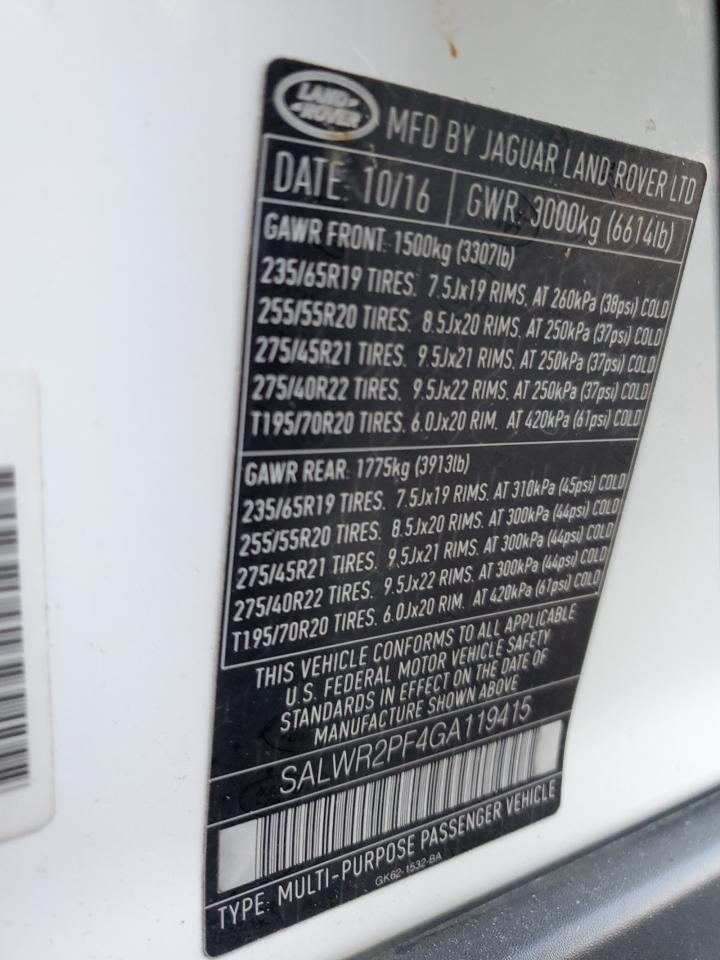 LAND ROVER
MFD BY JAGUAR LAND ROVER LTD
DATE: 10/16 GWR: 3000kg (6614lb)
GAWR FRONT: 1500kg (3307lb)
235/65R19 TIRES. 7.5Jx19 RIMS. AT 260kPa (38psi) COLD
255/55R20 TIRES. 8.5Jx20 RIMS. AT 250kPa (37psi) COLD
275/45R21 TIRES. 9.5Jx21 RIMS. AT 250kPa (37psi) COLD
275/40R22 TIRES. 9.5Jx22 RIMS. AT 250kPa (37psi) COLD
T195/70R20 TIRES. 6.0Jx20 RIM. AT 420kPa (61psi) COLD
GAWR REAR: 1775kg (3913lb)
235/65R19 TIRES. 7.5Jx19 RIMS. AT 310kPa (45psi) COLD
255/55R20 TIRES. 8.5Jx20 RIMS. AT 300kPa (44psi) COLD
275/45R21 TIRES. 9.5Jx21 RIMS. AT 300kPa (44psi) COLD
275/40R22 TIRES. 9.5Jx22 RIMS. AT 300kPa (44psi) COLD
T195/70R20 TIRES. 6.0Jx20 RIM. AT 420kPa (61psi) COLD
THIS VEHICLE CONFORMS TO ALL APPLICABLE
U.S. FEDERAL MOTOR VEHICLE SAFETY
STANDARDS IN EFFECT ON THE DATE OF
MANUFACTURE SHOWN ABOVE
SALWR2PF4GA119415
TYPE: MULTI-PURPOSE PASSENGER VEHICLE
GK62-1532-BA